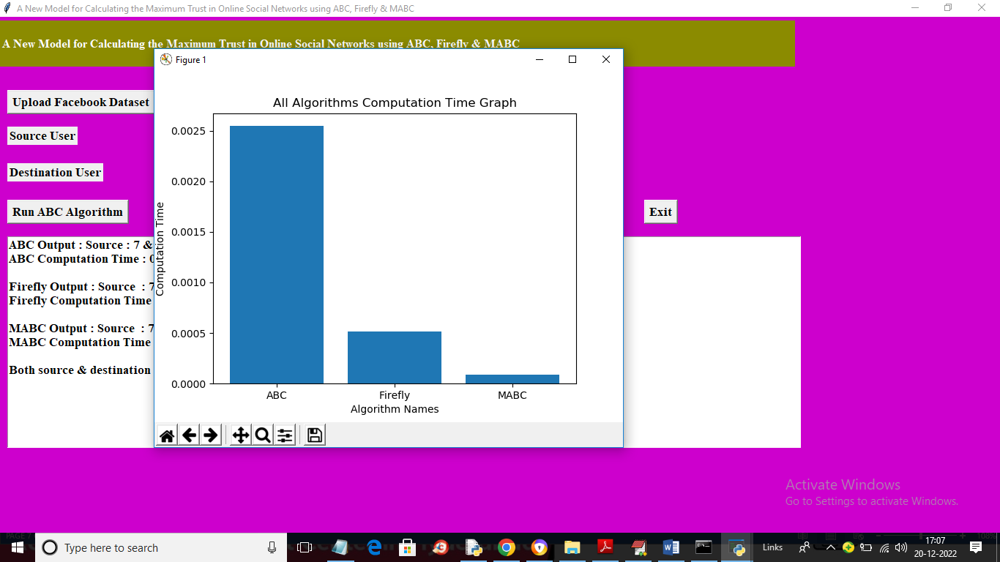 A New Model for Calculating the Maximum Trust in Online Social Networks using ABC, Firefly & MABC
A New Model for Calculating the Maximum Trust in Online Social Networks using ABC, Firefly & MABC
Figure 1
Upload Facebook Dataset
Source User
Destination User
Run ABC Algorithm
Exit
ABC Output : Source : 7 &
ABC Computation Time : 0
Firefly Output : Source : 7
Firefly Computation Time
MABC Output : Source : 7
MABC Computation Time
Both source & destination
All Algorithms Computation Time Graph
Computation Time
0.0025
0.0020
0.0015
0.0010
0.0005
0.0000
ABC Firefly MABC
Algorithm Names
Activate Windows
Go to Settings to activate Windows.
Type here to search
Links
17:07
20-12-2022